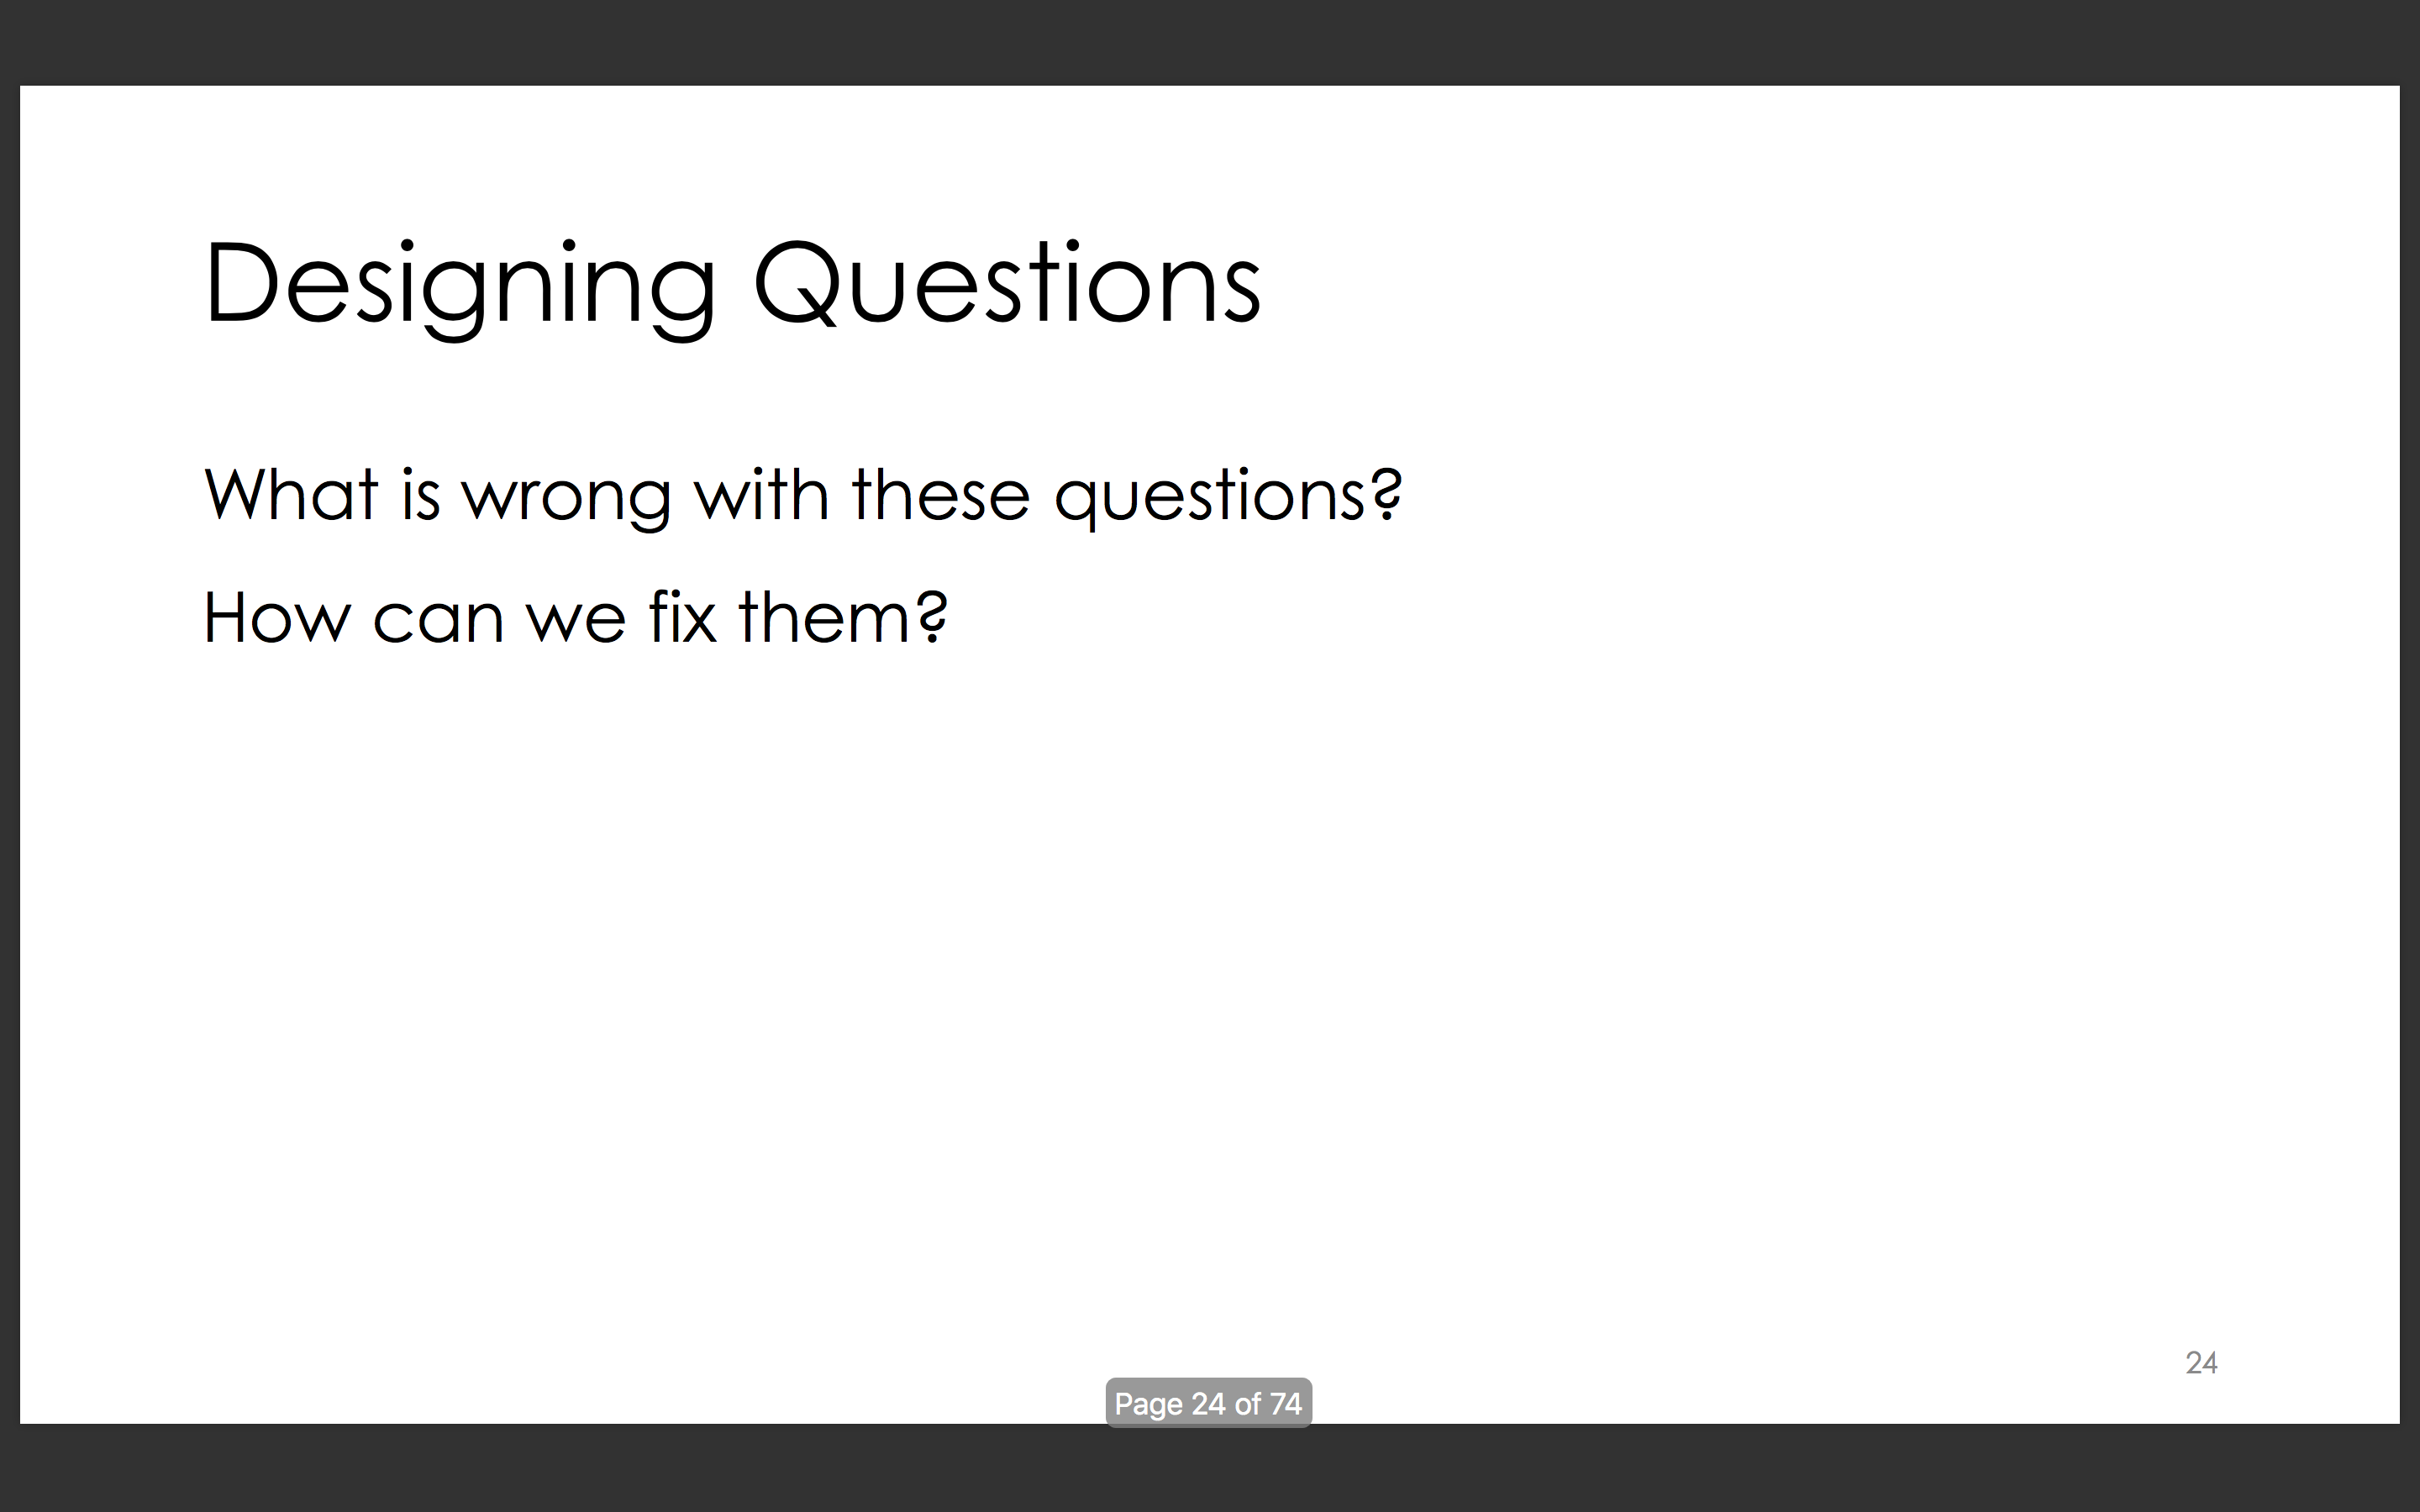 Designing Questions
What is wrong with these questions?
How can we fix them?
24
Page 24 of 74